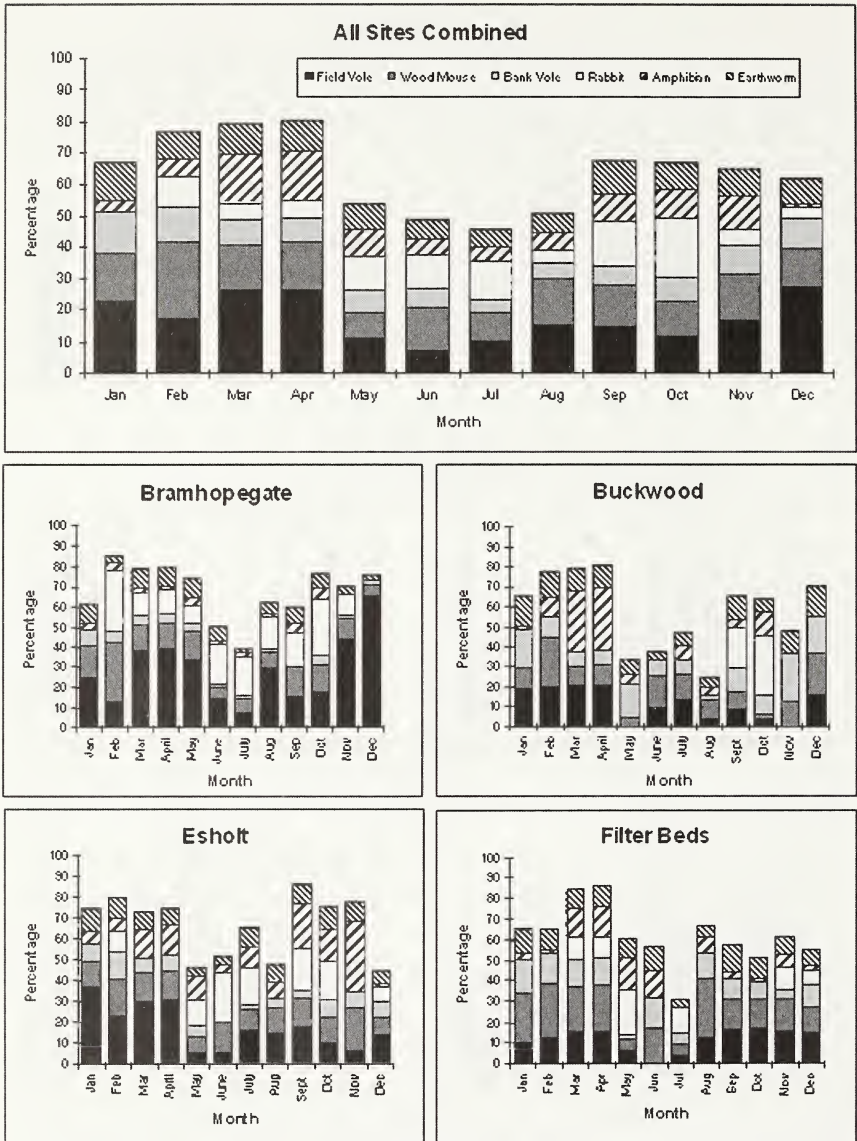 All Sites Combined
Field Vole Wood Mouse Bank Vole Rabbit Amphibian Earthworm
Percentage
100
90
80
70
60
50
40
30
20
10
0
Jan Feb Mar Apr May Jun Jul Aug Sep Oct Nov Dec
Month
Bramhopegate
Percentage
100
90
80
70
60
50
40
30
20
10
0
Jan Feb Mar April May June July Aug Sep Oct Nov Dec
Month
Buckwood
Percentage
100
90
80
70
60
50
40
30
20
10
0
Jan Feb Mar April May June July Aug Sept Oct Nov Dec
Month
Esholt
Percentage
100
90
80
70
60
50
40
30
20
10
0
Jan Feb Mar April May June July Aug Sept Oct Nov Dec
Month
Filter Beds
Percentage
100
90
80
70
60
50
40
30
20
10
0
Jan Feb Mar Apr May Jun Jul Aug Sep Oct Nov Dec
Month